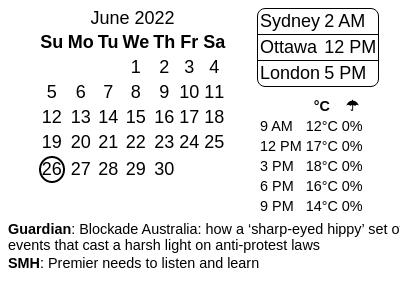 June 2022
Su Mo Tu We Th Fr Sa
1 2 3 4
5 6 7 8 9 10 11
12 13 14 15 16 17 18
19 20 21 22 23 24 25
26 27 28 29 30
Sydney 2 AM
Ottawa 12 PM
London 5 PM
°C ☂
9 AM 12°C 0%
12 PM 17°C 0%
3 PM 18°C 0%
6 PM 16°C 0%
9 PM 14°C 0%
Guardian: Blockade Australia: how a ‘sharp-eyed hippy’ set o
events that cast a harsh light on anti-protest laws
SMH: Premier needs to listen and learn